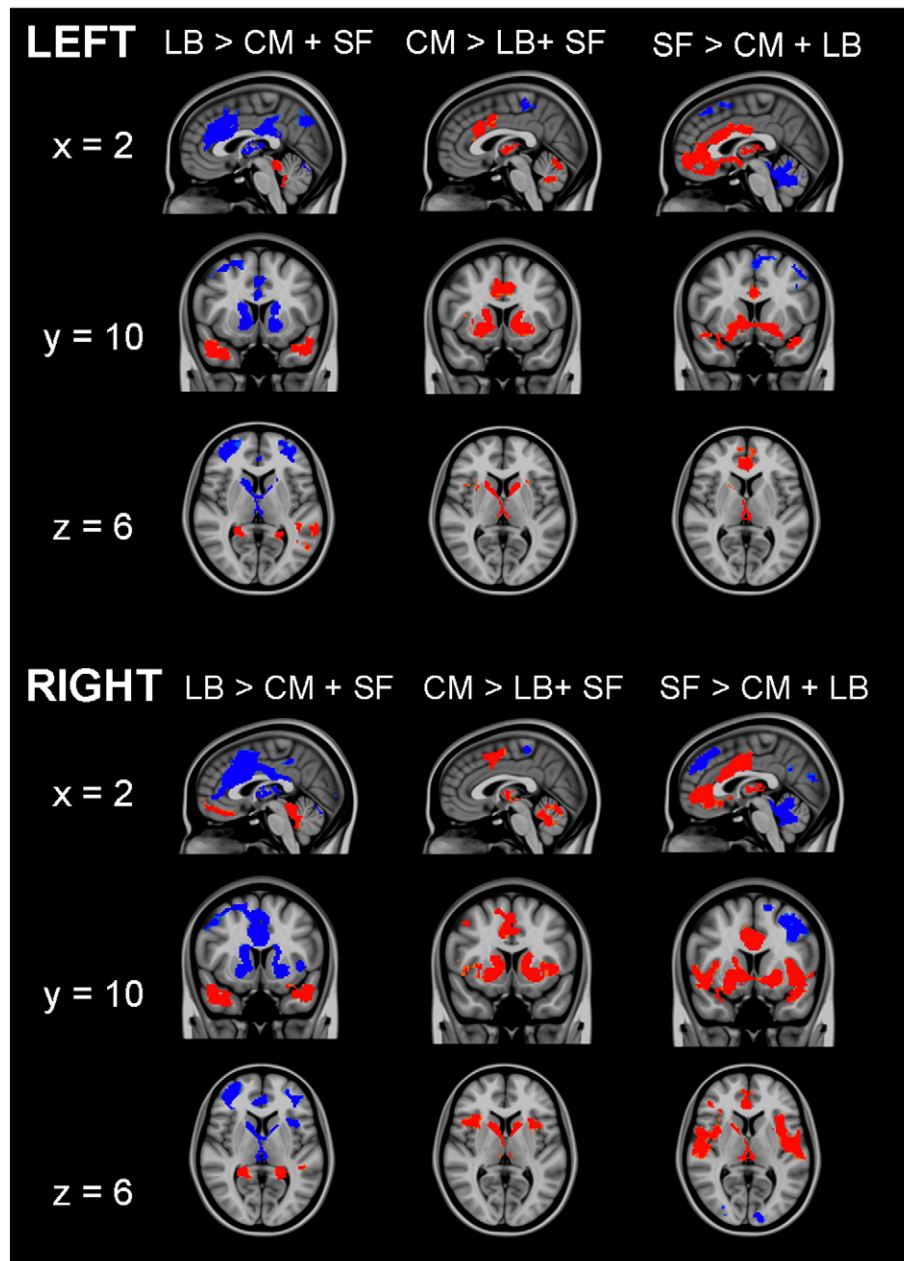 LEFT LB > CM + SF CM > LB+ SF SF > CM + LB
x = 2
y = 10
z = 6
RIGHT LB > CM + SF CM > LB+ SF SF > CM + LB
x = 2
y = 10
z = 6